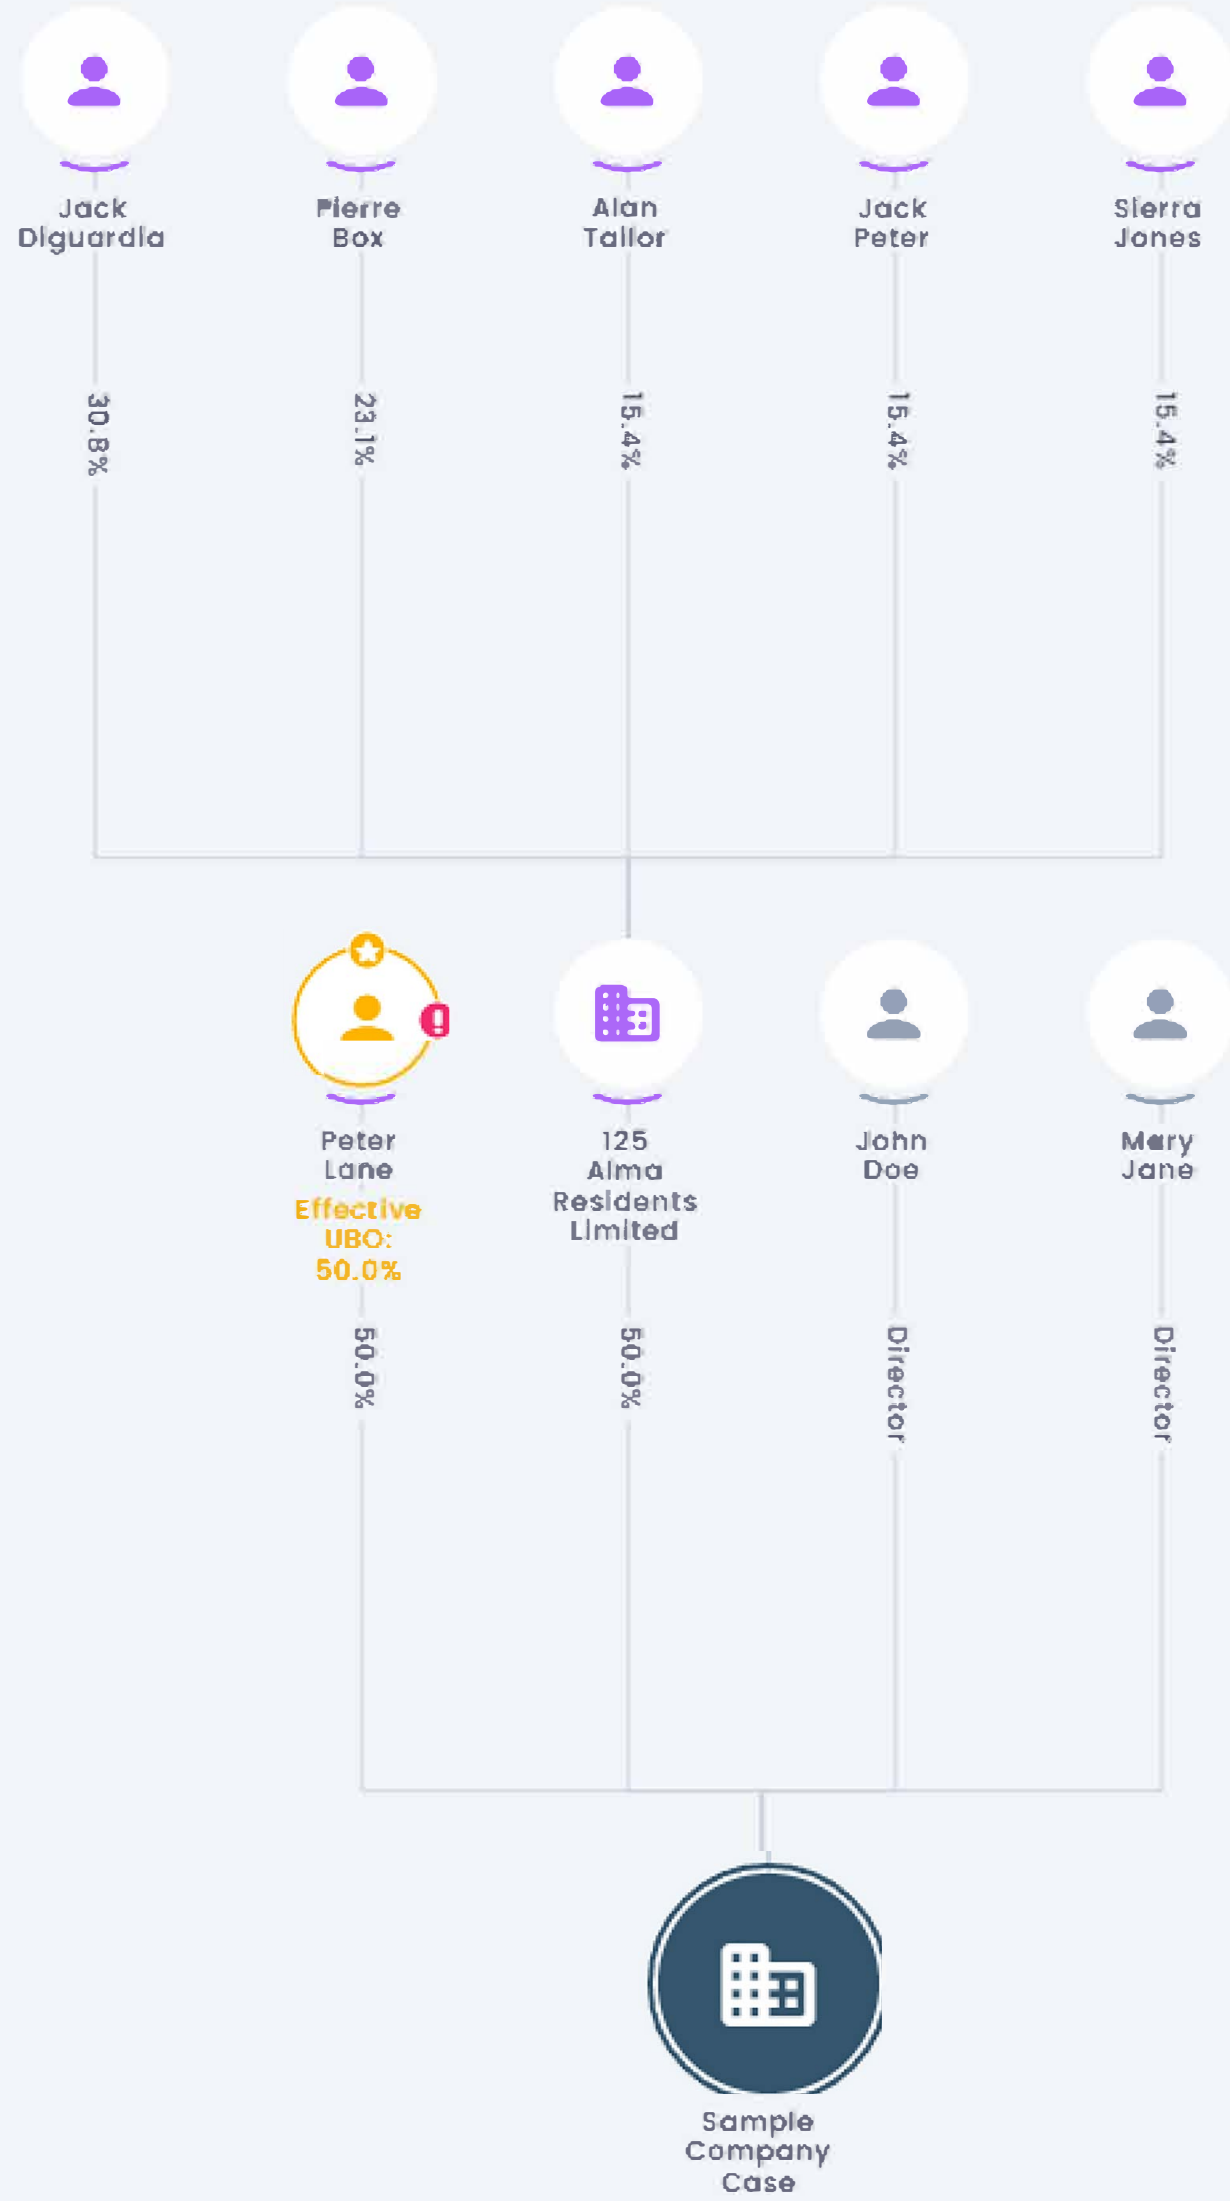 Jack
Diguardia
Pierre
Box
Alan
Tailor
Jack
Peter
Sierra
Jones
30.8%
23.1%
15.4%
15.4%
15.4%
Peter
Lane
Effective
UBO:
50.0%
125
Alma
Residents
Limited
John
Doe
Mary
Jane
50.0%
50.0%
Director
Director
Sample
Company
Case